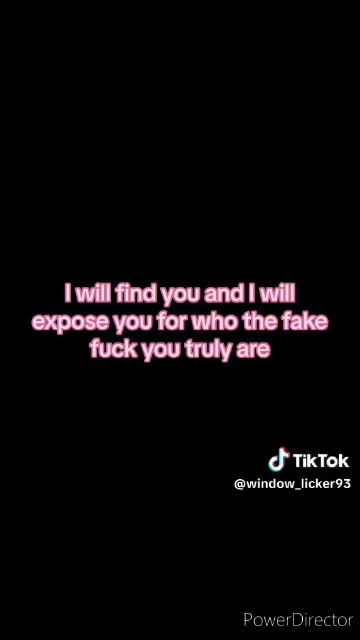 I will find you and I will
expose you for who the fake
fuck you truly are
TikTok
@window_licker93
PowerDirector